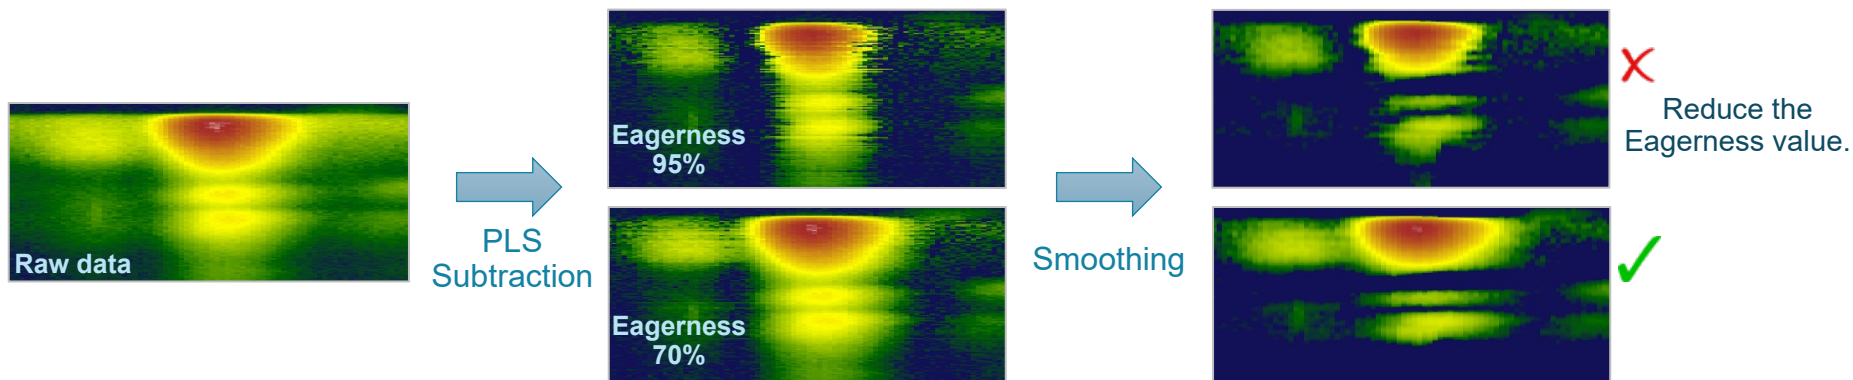 Raw data
PLS
Subtraction
Eagerness
95%
Eagerness
70%
Smoothing
Reduce the
Eagerness value.